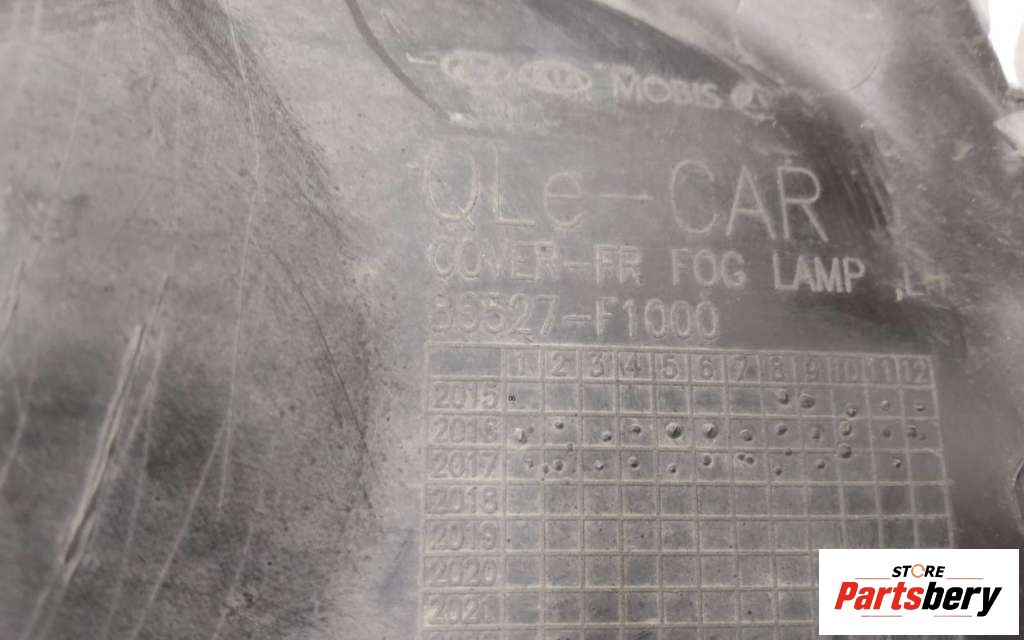 MOBIS
QLe-CAR
COVER-FR FOG LAMP ,L
86527-F1000
1 2 3 4 5 6 7 8 9 10 11 12
2015
2016
2017
2018
2019
2020
2021
STORE
Partsbery